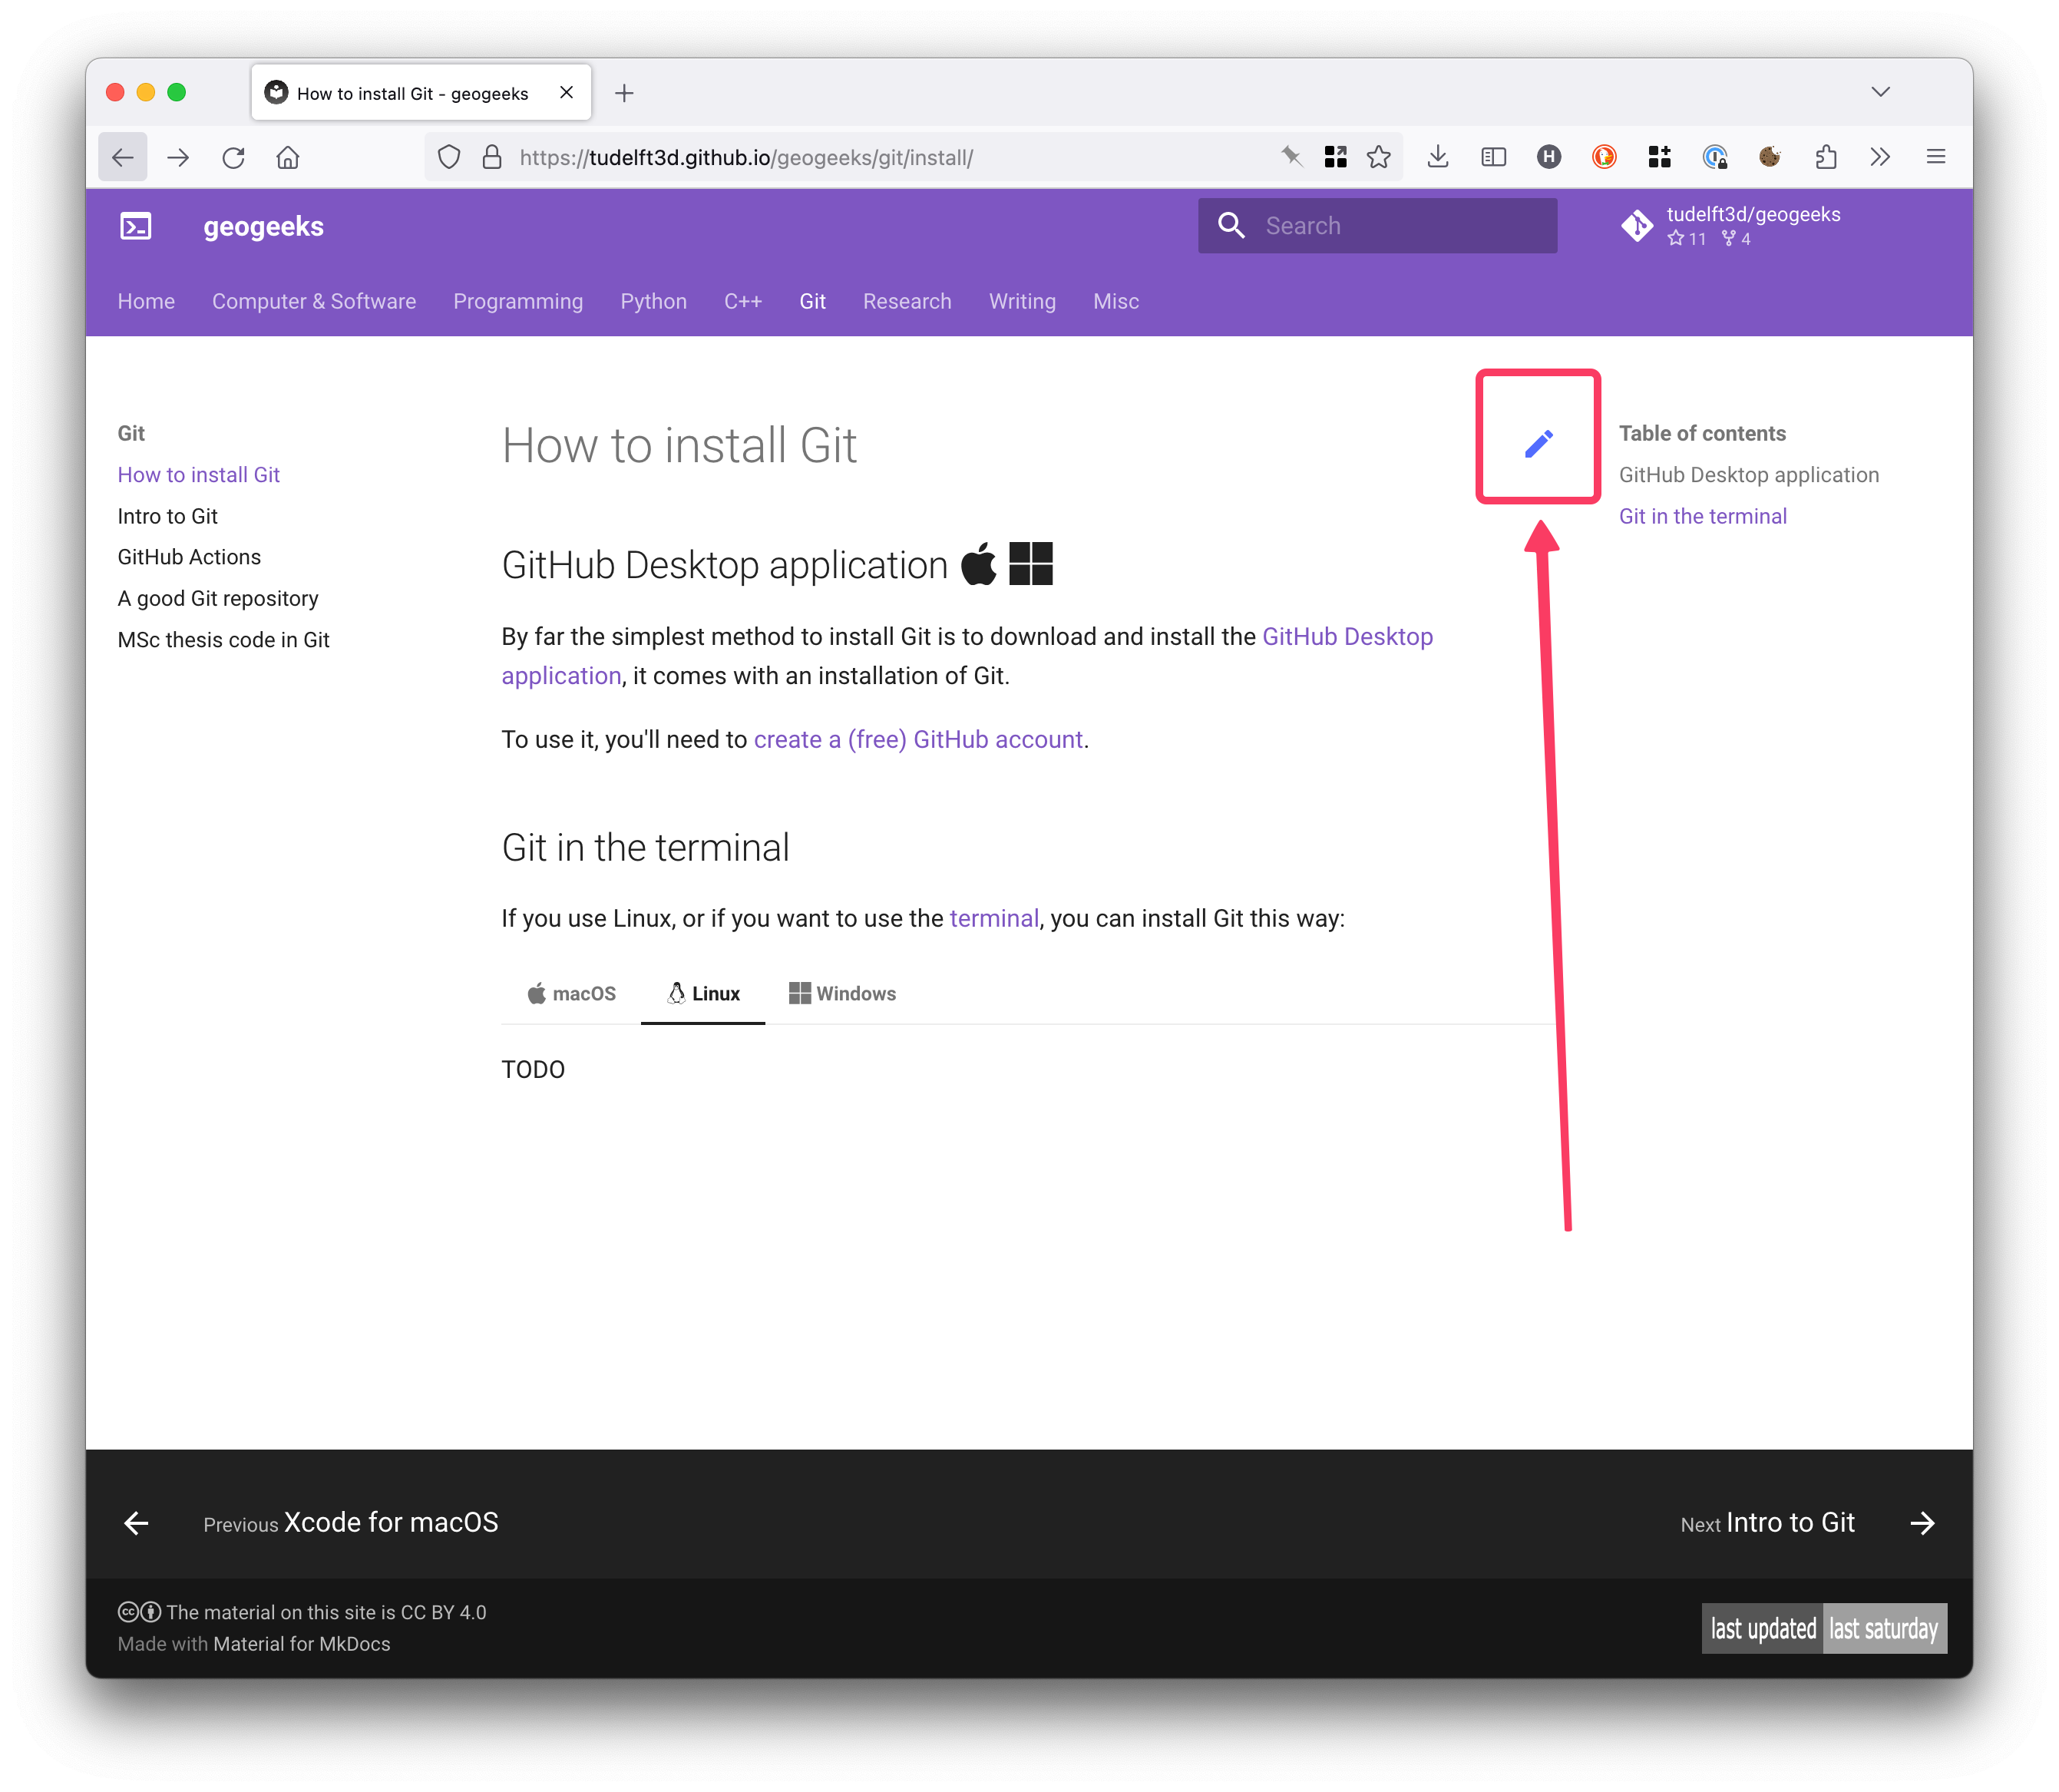 How to install Git - geogeeks
https://tudelft3d.github.io/geogeeks/git/install/
H
geogeeks
Search
tudelft3d/geogeeks
11 4
Home Computer & Software Programming Python C++ Git Research Writing Misc
Git
How to install Git
Intro to Git
GitHub Actions
A good Git repository
MSc thesis code in Git
How to install Git
GitHub Desktop application
By far the simplest method to install Git is to download and install the GitHub Desktop
application, it comes with an installation of Git.
To use it, you'll need to create a (free) GitHub account.
Git in the terminal
If you use Linux, or if you want to use the terminal, you can install Git this way:
macOS Linux Windows
TODO
Table of contents
GitHub Desktop application
Git in the terminal
Previous Xcode for macOS
Next Intro to Git
The material on this site is CC BY 4.0
Made with Material for MkDocs
last updated last saturday